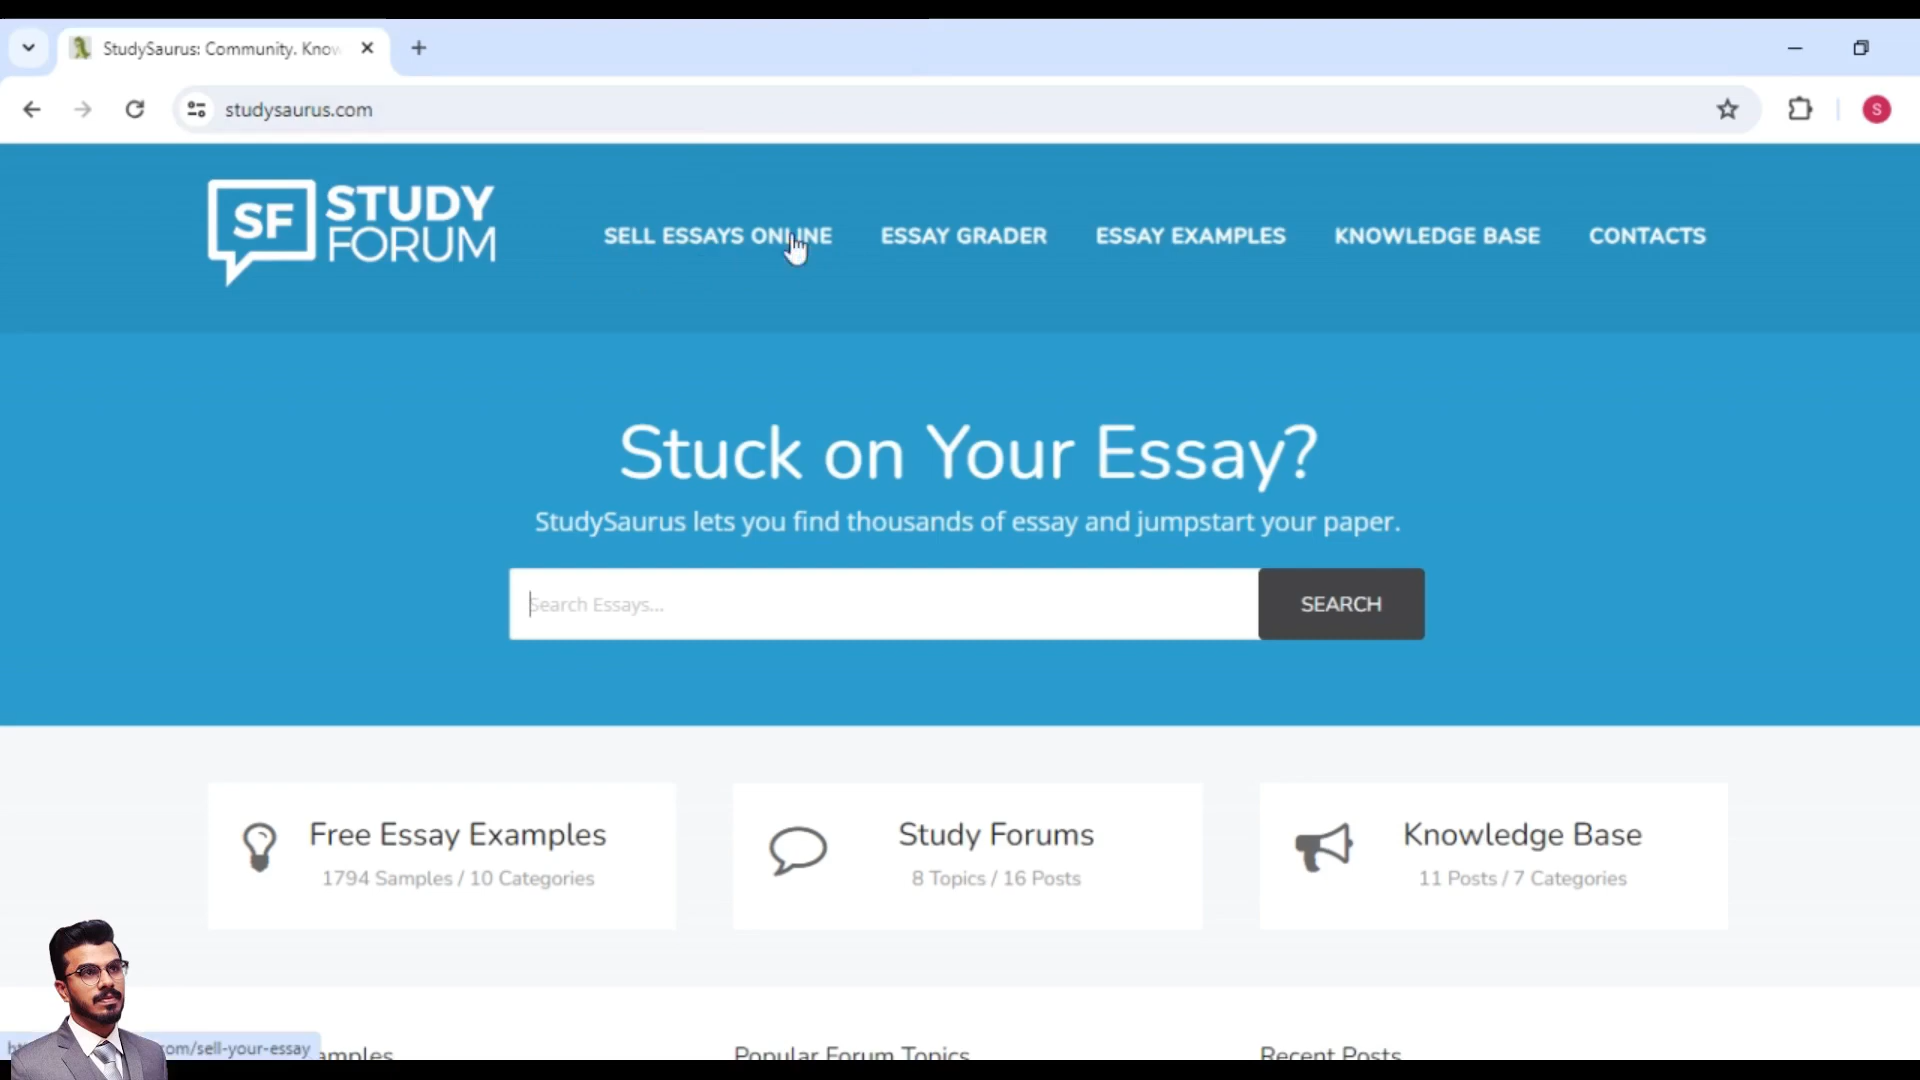 StudySaurus: Community. Know
studysaurus.com
S
SF STUDY
FORUM
SELL ESSAYS ONLINE ESSAY GRADER ESSAY EXAMPLES KNOWLEDGE BASE CONTACTS
Stuck on Your Essay?
StudySaurus lets you find thousands of essay and jumpstart your paper.
Search Essays...
SEARCH
Free Essay Examples
1794 Samples / 10 Categories
Study Forums
8 Topics / 16 Posts
Knowledge Base
11 Posts / 7 Categories
om/sell-your-essay
amples
Popular Forum Topics
Recent Posts